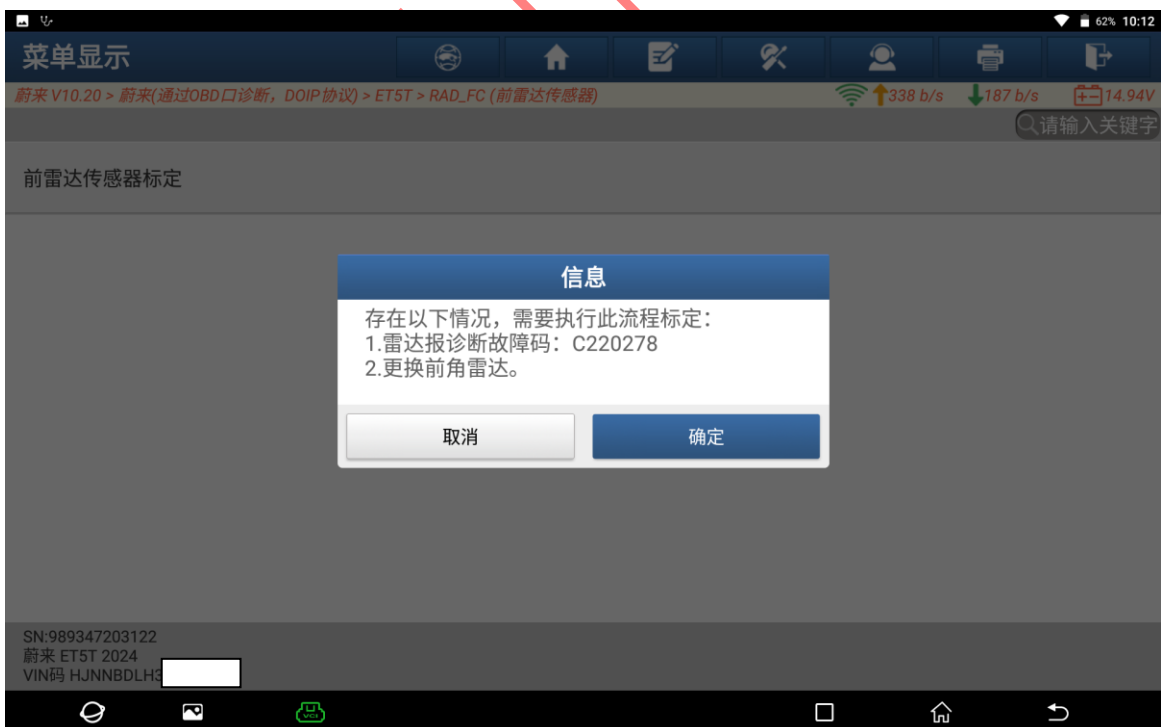 62% 10:12
菜单显示
蔚来 V10.20 > 蔚来(通过OBD口诊断，DOIP协议) > ET5T > RAD_FC (前雷达传感器)
338 b/s 187 b/s 14.94V
请输入关键字
前雷达传感器标定
信息
存在以下情况，需要执行此流程标定：
1.雷达报诊断故障码：C220278
2.更换前角雷达。
取消 确定
SN:989347203122
蔚来 ET5T 2024
VIN码 HJNNBDLH3
VCI